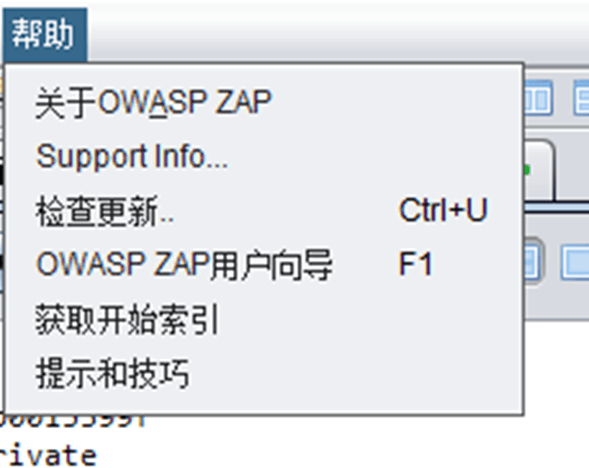 帮助
关于OWASP ZAP
Support Info...
检查更新.. Ctrl+U
OWASP ZAP用户向导 F1
获取开始索引
提示和技巧
rivate